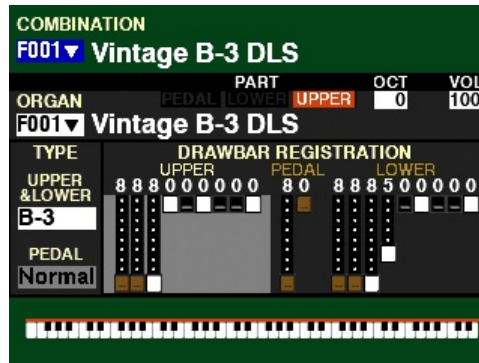 COMBINATION
F001▼ Vintage B-3 DLS
PART OCT VOL
ORGAN PEDAL LOWER UPPER 0 100
F001▼ Vintage B-3 DLS
TYPE DRAWBAR REGISTRATION
UPPER PEDAL LOWER
UPPER 888000000 80 888500000
&LOWER
B-3
PEDAL
Normal